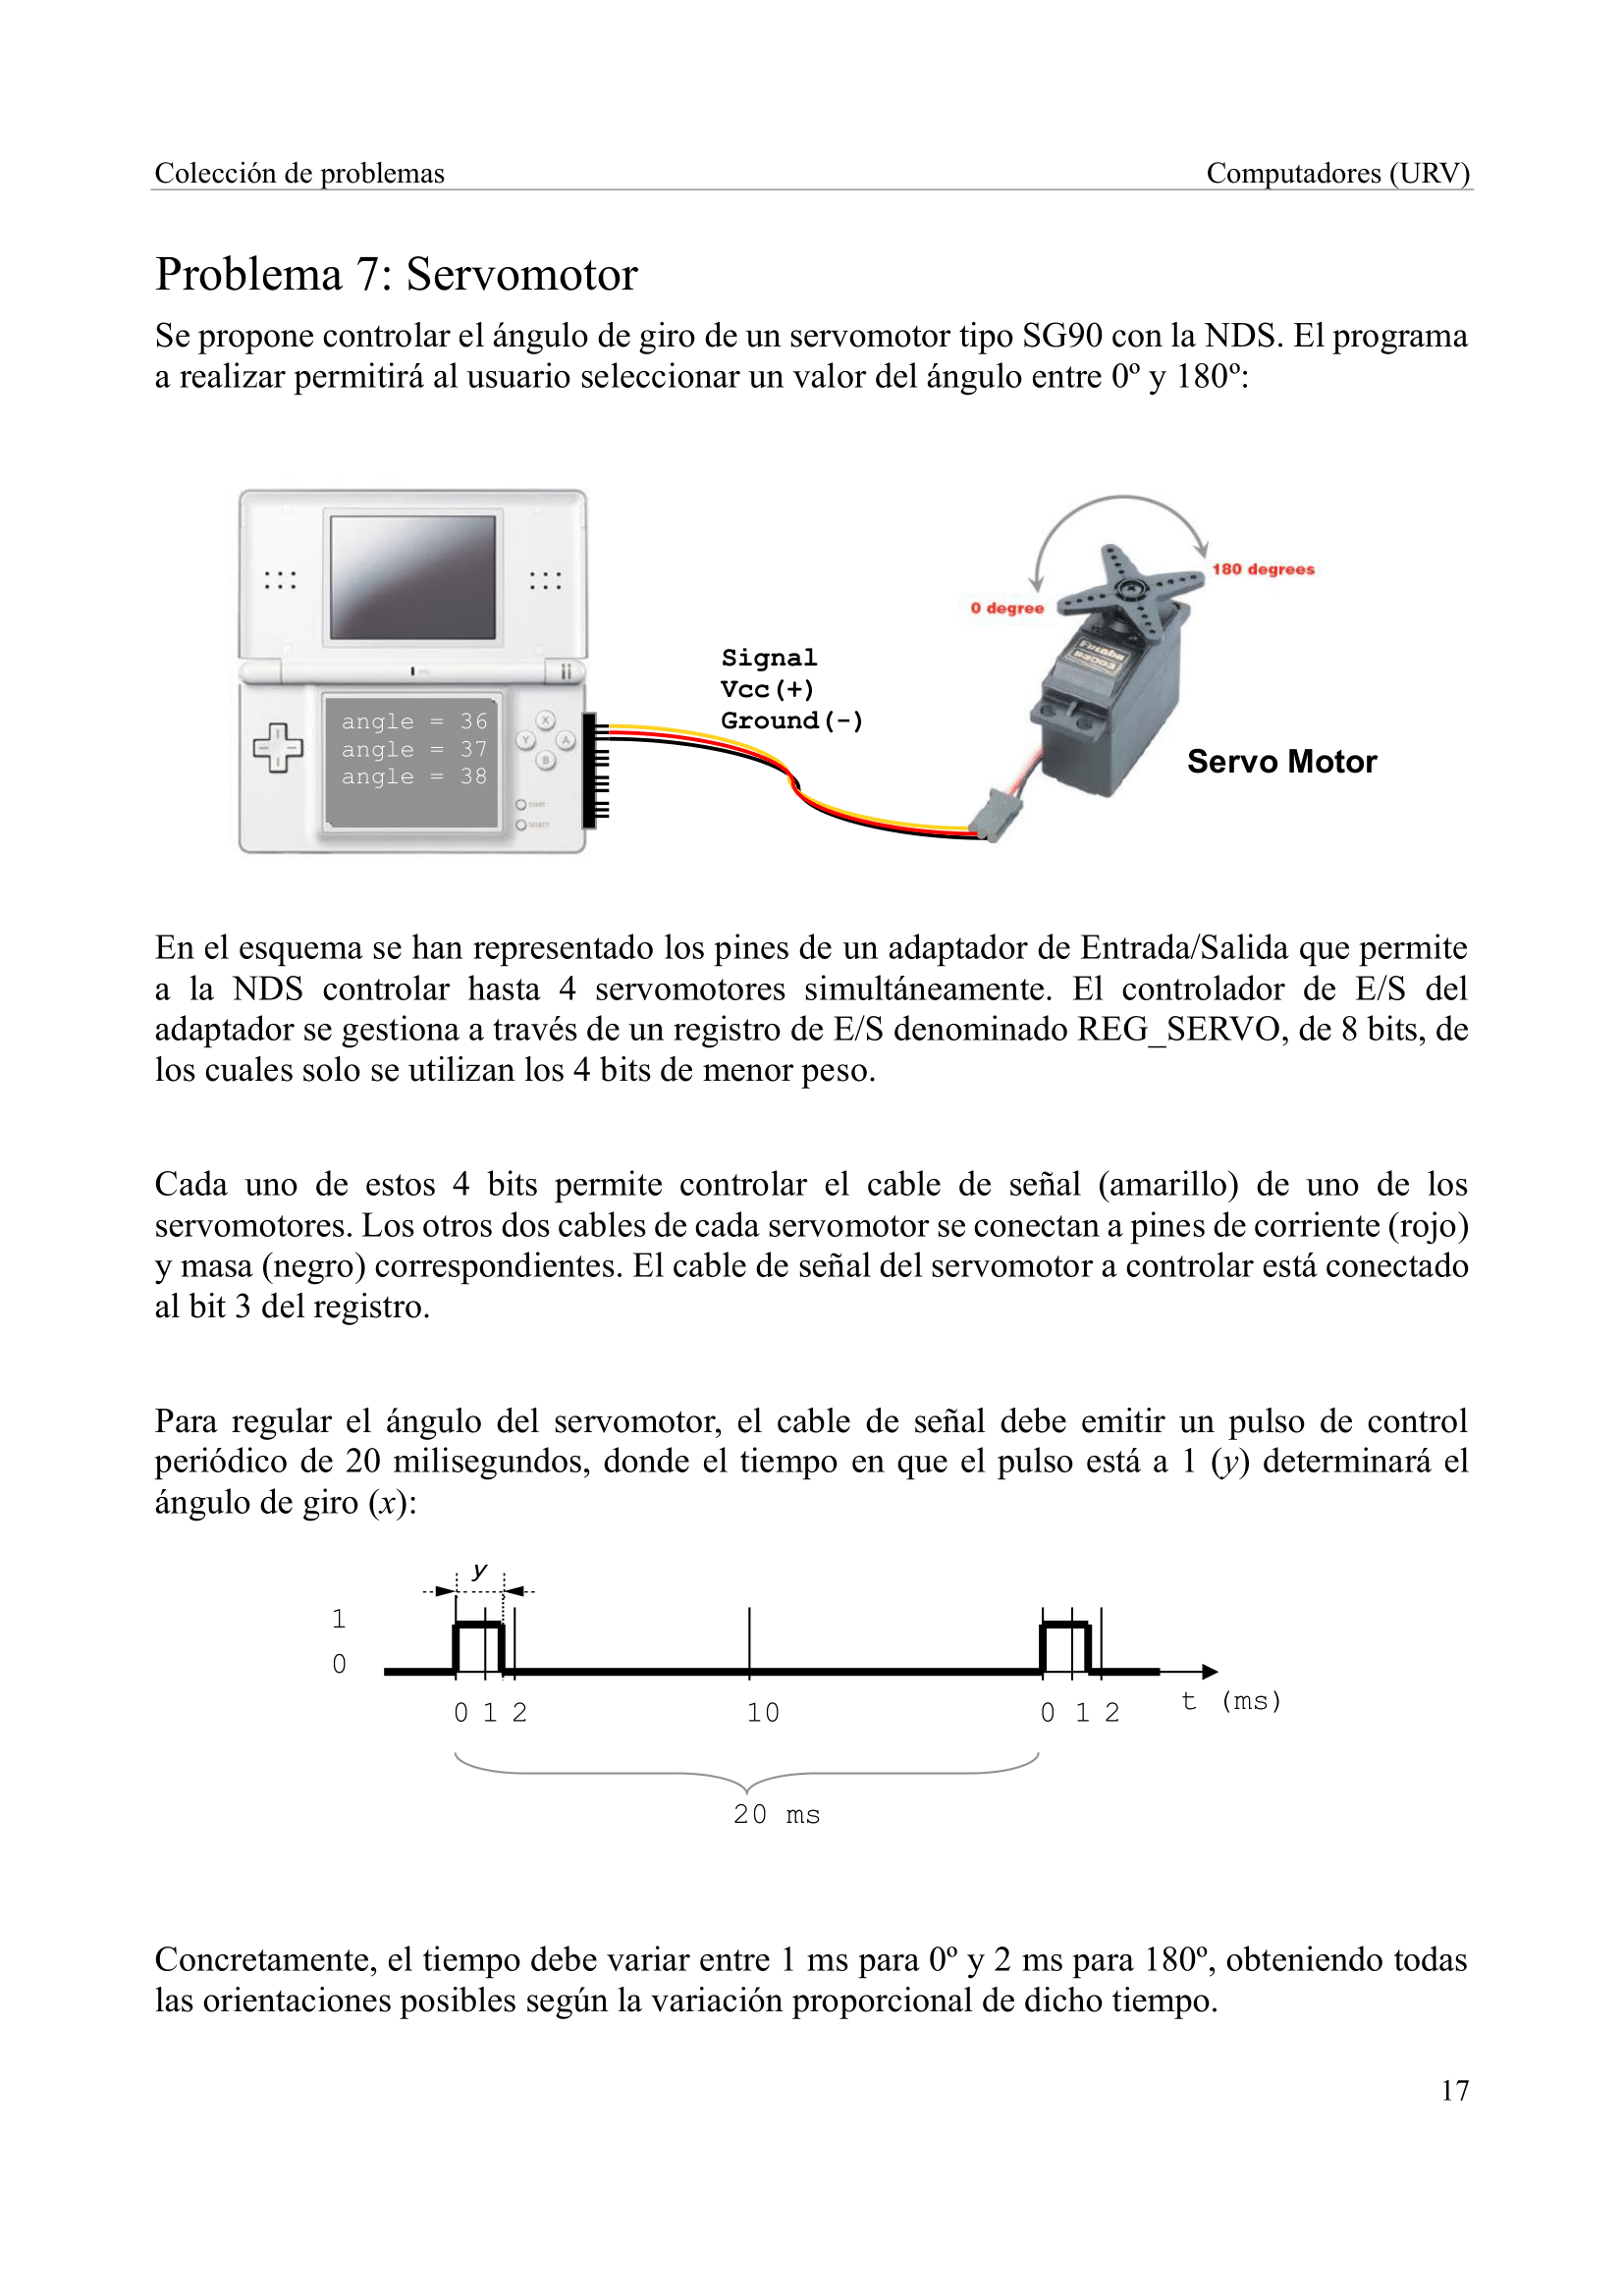 Colección de problemas
Computadores (URV)
Problema 7: Servomotor
Se propone controlar el ángulo de giro de un servomotor tipo SG90 con la NDS. El programa
a realizar permitirá al usuario seleccionar un valor del ángulo entre 0º y 180º:
180 degrees
0 degree
Signal
Vcc(+)
Ground(-)
angle = 36
angle = 37
angle = 38
X
Y
A
B
START
SELECT
Futaba
Servo Motor
En el esquema se han representado los pines de un adaptador de Entrada/Salida que permite
a la NDS controlar hasta 4 servomotores simultáneamente. El controlador de E/S del
adaptador se gestiona a través de un registro de E/S denominado REG_SERVO, de 8 bits, de
los cuales solo se utilizan los 4 bits de menor peso.
Cada uno de estos 4 bits permite controlar el cable de señal (amarillo) de uno de los
servomotores. Los otros dos cables de cada servomotor se conectan a pines de corriente (rojo)
y masa (negro) correspondientes. El cable de señal del servomotor a controlar está conectado
al bit 3 del registro.
Para regular el ángulo del servomotor, el cable de señal debe emitir un pulso de control
periódico de 20 milisegundos, donde el tiempo en que el pulso está a 1 (y) determinará el
ángulo de giro (x):
y
1
0
0 1 2
10
0 1 2
t (ms)
20 ms
Concretamente, el tiempo debe variar entre 1 ms para 0º y 2 ms para 180º, obteniendo todas
las orientaciones posibles según la variación proporcional de dicho tiempo.
17